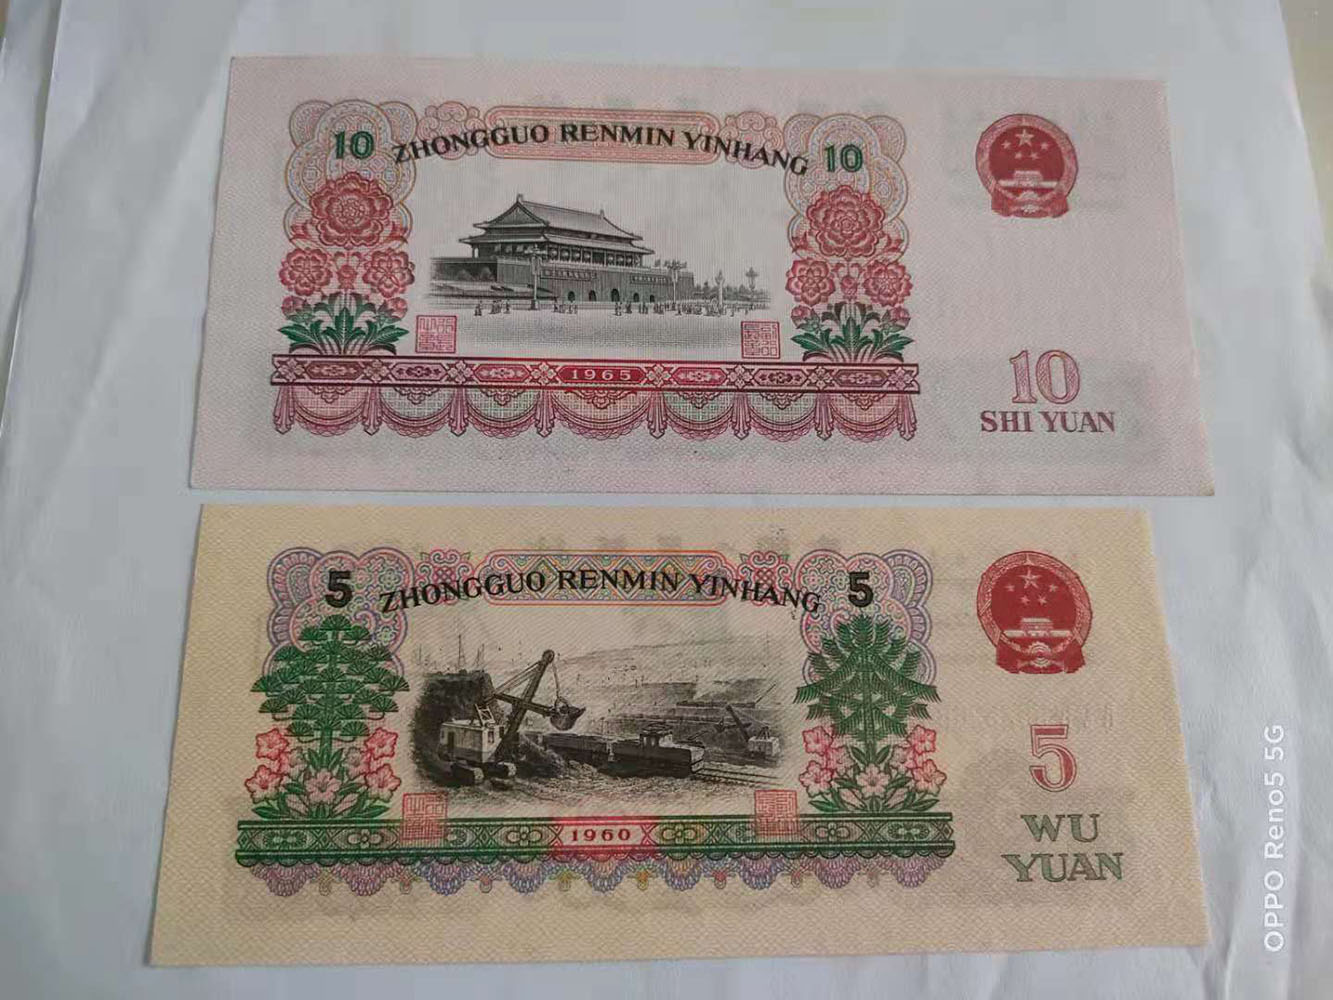 10 ZHONGGUO RENMIN YINHANG 10
1965
10
SHI YUAN
5 ZHONGGUO RENMIN YINHANG 5
1960
5
WU
YUAN
OPPO Reno5 5G